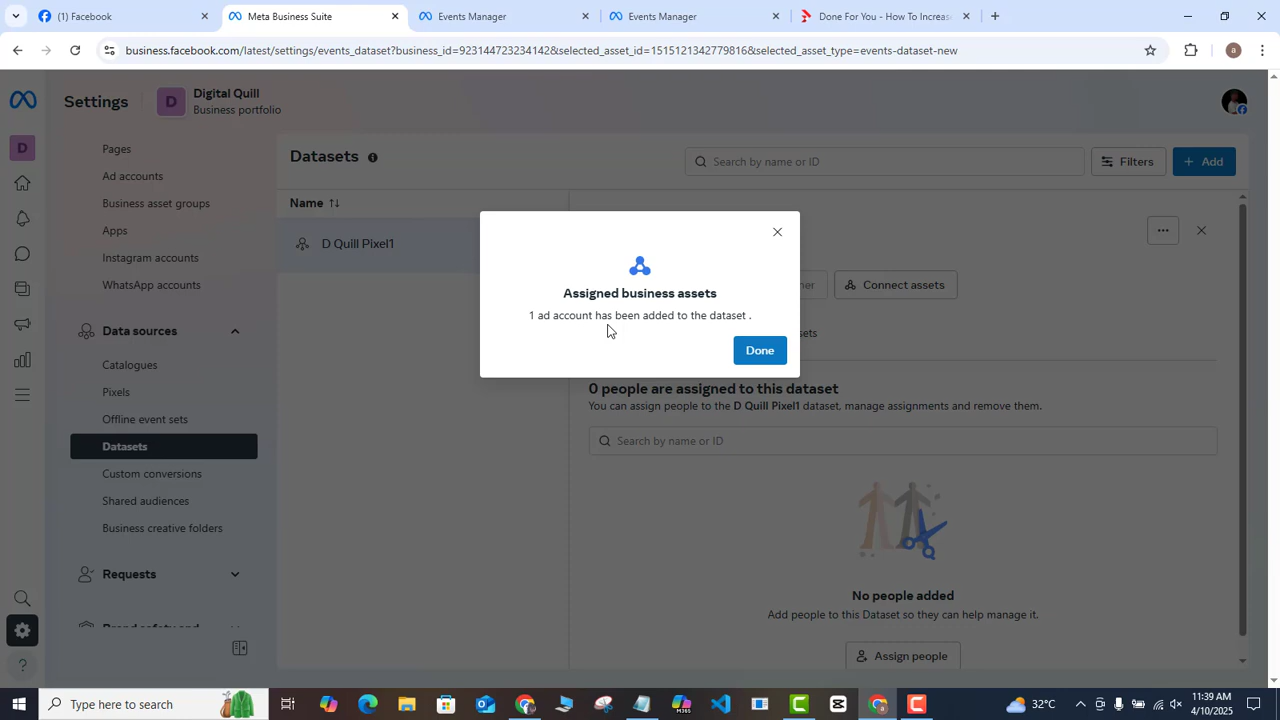 (1) Facebook
Meta Business Suite
Events Manager
Events Manager
Done For You - How To Increase
business.facebook.com/latest/settings/events_dataset?business_id=923144723234142&selected_asset_id=1515121342779816&selected_asset_type=events-dataset-new
a
Settings
D
Digital Quill
Business portfolio
D
Pages
Ad accounts
Business asset groups
Apps
Instagram accounts
WhatsApp accounts
Data sources
Catalogues
Pixels
Offline event sets
Datasets
Custom conversions
Shared audiences
Business creative folders
Requests
Brand safety and
Datasets
Search by name or ID
Filters
+ Add
Name
D Quill Pixel1
Connect assets
Assigned business assets
1 ad account has been added to the dataset .
Done
0 people are assigned to this dataset
You can assign people to the D Quill Pixel1 dataset, manage assignments and remove them.
Search by name or ID
No people added
Add people to this Dataset so they can help manage it.
Assign people
Type here to search
32°C
11:39 AM
4/10/2025